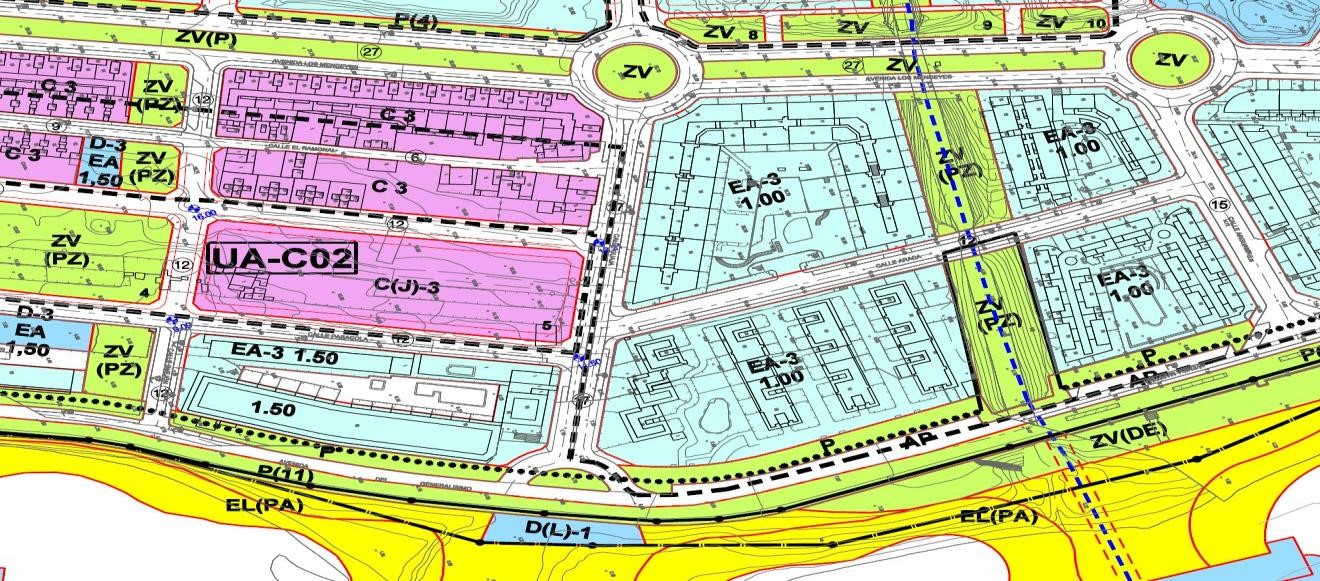 P(4)
ZV(P)
27
AVENIDA LOS MENCEYES
ZV
ZV 8
ZV 9
ZV 10
ZV
27
AVENIDA LOS MENCEYES
ZV
C 3
ZV
(PZ)
12
C 3
9
C 3
D-3
EA
1,50
ZV
(PZ)
CALLE EL RAMONAL
6
C 3
EA-3
1.00
ZV
(PZ)
EA-3
1.00
15
12
16.00
12
12
CALLE ARAGA
ZV
(PZ)
4
12
UA-C02
C(J)-3
5
EA-3
1.00
ZV
(PZ)
D-3
EA
1,50
ZV
(PZ)
12
EA-3 1.50
1.50
EA-3
1.00
P
AP
P
P
AP
ZV(DE)
AVENIDA
DEL
GENERALISIMO
P(11)
EL(PA)
D(L)-1
EL(PA)